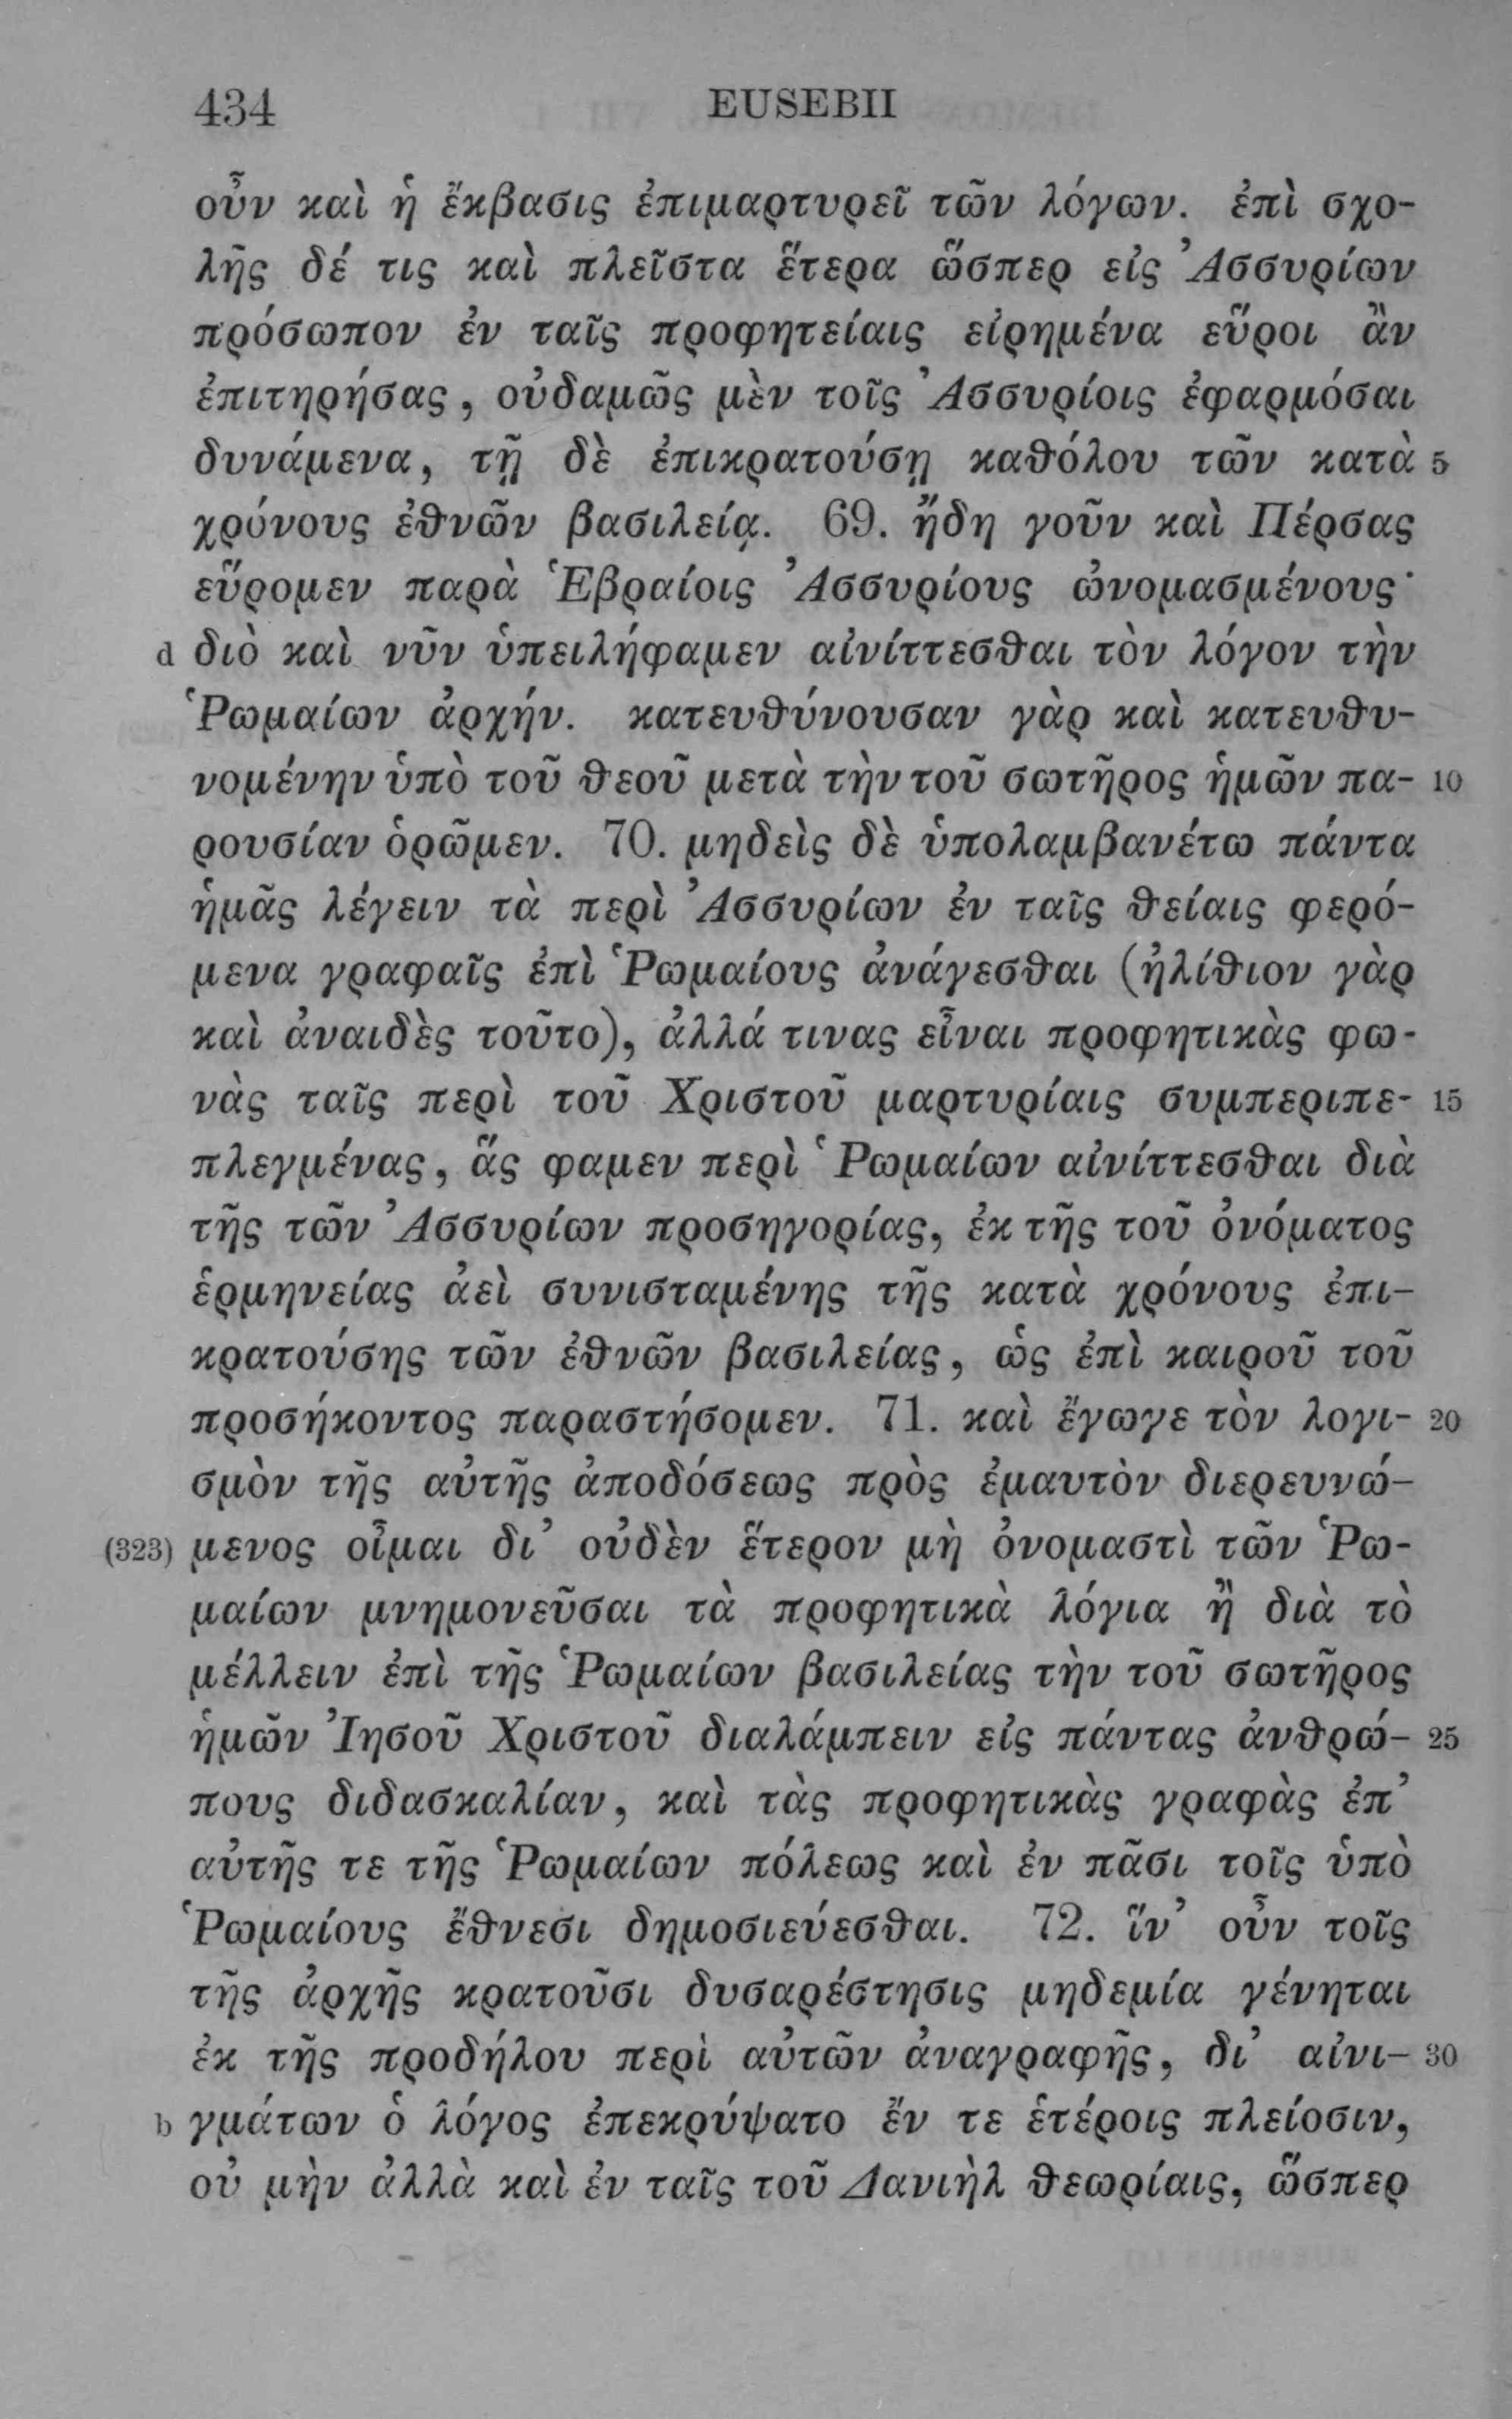 434 EUSEBII
οὖν καὶ ἡ ἔκβασις ἐπιμαρτυρεῖ τῶν λόγων. ἐπὶ σχο-
λῆς δέ τις καὶ πλεῖστα ἕτερα ὥσπερ εἰς Ἀσσυρίων
πρόσωπον ἐν ταῖς προφητείαις εἰρημένα εὕροι ἂν
ἐπιτηρήσας, οὐδαμῶς μὲν τοῖς Ἀσσυρίοις ἐφαρμόσαι
δυνάμενα, τῇ δὲ ἐπικρατούσῃ καθόλου τῶν κατὰ 5
χρόνους ἐθνῶν βασιλείᾳ. 69. ἤδη γοῦν καὶ Πέρσας
εὕρομεν παρὰ Ἑβραίοις Ἀσσυρίους ὠνομασμένους·
d διὸ καὶ νῦν ὑπειλήφαμεν αἰνίττεσθαι τὸν λόγον τὴν
Ῥωμαίων ἀρχήν. κατευθύνουσαν γὰρ καὶ κατευθυ-
νομένην ὑπὸ τοῦ θεοῦ μετὰ τὴν τοῦ σωτῆρος ἡμῶν πα- 10
ρουσίαν ὁρῶμεν. 70. μηδεὶς δὲ ὑπολαμβανέτω πάντα
ἡμᾶς λέγειν τὰ περὶ Ἀσσυρίων ἐν ταῖς θείαις φερό-
μενα γραφαῖς ἐπὶ Ῥωμαίους ἀνάγεσθαι (ἠλίθιον γὰρ
καὶ ἀναιδὲς τοῦτο), ἀλλά τινας εἶναι προφητικὰς φω-
νὰς ταῖς περὶ τοῦ Χριστοῦ μαρτυρίαις συμπεριπε- 15
πλεγμένας, ἅς φαμεν περὶ Ῥωμαίων αἰνίττεσθαι διὰ
τῆς τῶν Ἀσσυρίων προσηγορίας, ἐκ τῆς τοῦ ὀνόματος
ἑρμηνείας ἀεὶ συνισταμένης τῆς κατὰ χρόνους ἐπι-
κρατούσης τῶν ἐθνῶν βασιλείας, ὡς ἐπὶ καιροῦ τοῦ
προσήκοντος παραστήσομεν. 71. καὶ ἔγωγε τὸν λογι- 20
σμὸν τῆς αὐτῆς ἀποδόσεως πρὸς ἐμαυτὸν διερευνώ-
(323) μενος οἶμαι δι’ οὐδὲν ἕτερον μὴ ὀνομαστὶ τῶν Ῥω-
μαίων μνημονεῦσαι τὰ προφητικὰ λόγια ἢ διὰ τὸ
μέλλειν ἐπὶ τῆς Ῥωμαίων βασιλείας τὴν τοῦ σωτῆρος
ἡμῶν Ἰησοῦ Χριστοῦ διαλάμπειν εἰς πάντας ἀνθρώ- 25
πους διδασκαλίαν, καὶ τὰς προφητικὰς γραφὰς ἐπ’
αὐτῆς τε τῆς Ῥωμαίων πόλεως καὶ ἐν πᾶσι τοῖς ὑπὸ
Ῥωμαίους ἔθνεσι δημοσιεύεσθαι. 72. ἵν’ οὖν τοῖς
τῆς ἀρχῆς κρατοῦσι δυσαρέστησις μηδεμία γένηται
ἐκ τῆς προδήλου περὶ αὐτῶν ἀναγραφῆς, δι’ αἰνι- 30
b γμάτων ὁ λόγος ἐπεκρύψατο ἔν τε ἑτέροις πλείοσιν,
οὐ μὴν ἀλλὰ καὶ ἐν ταῖς τοῦ Δανιὴλ θεωρίαις, ὥσπερ